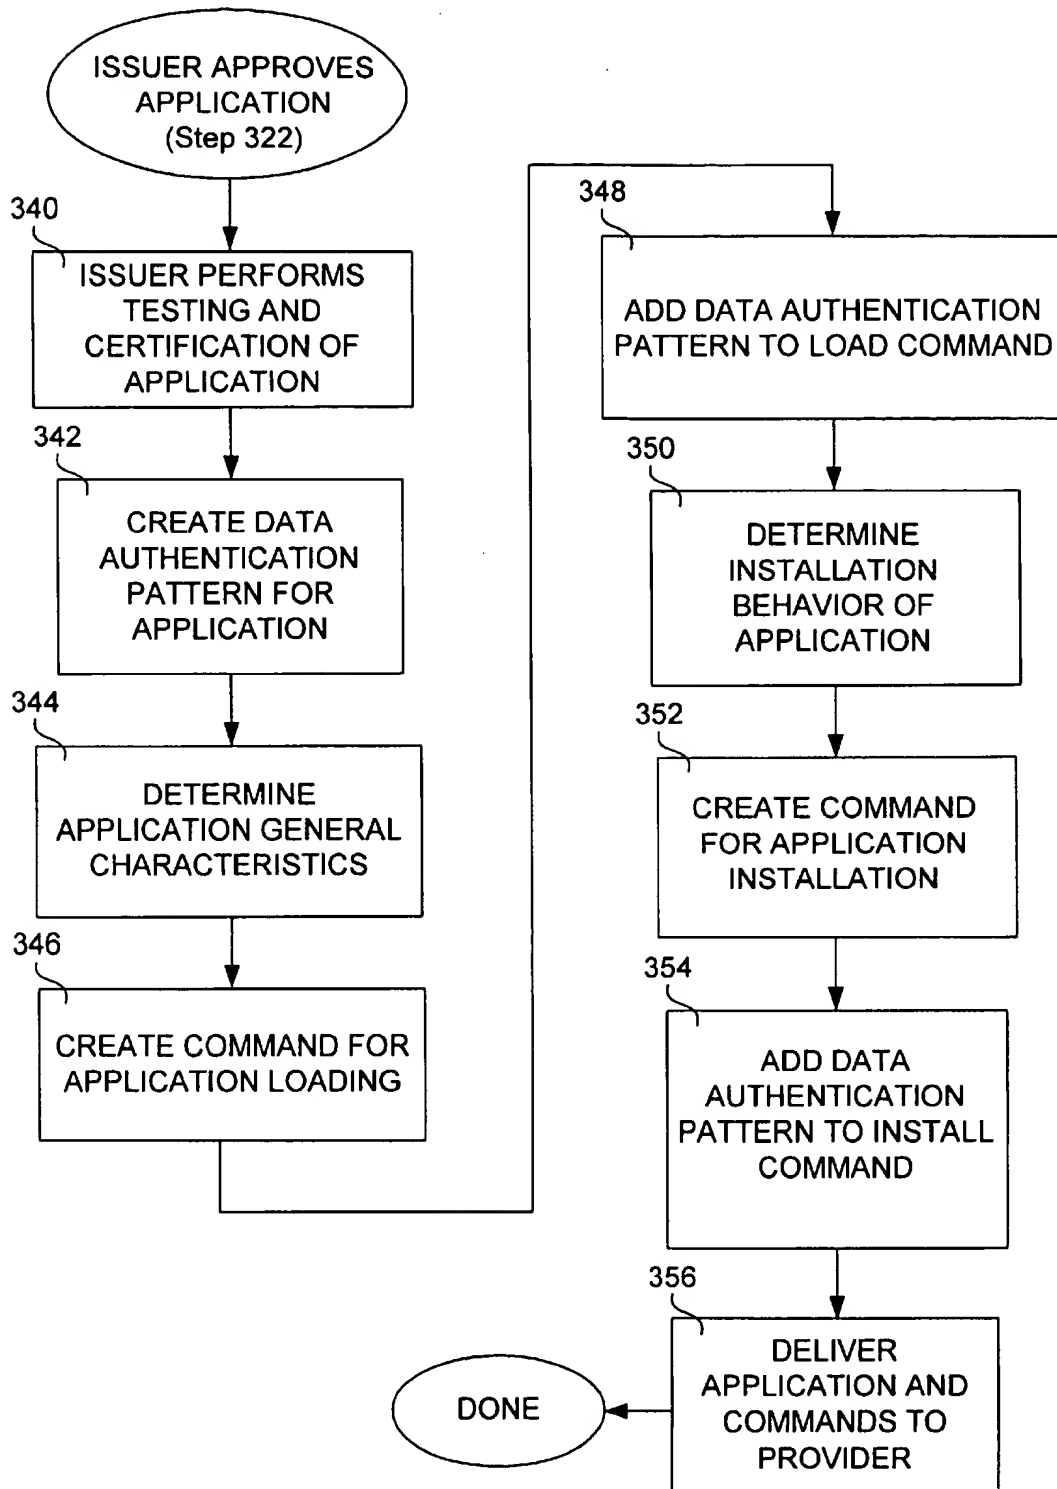 ISSUER APPROVES
APPLICATION
(Step 322)
340
ISSUER PERFORMS
TESTING AND
CERTIFICATION OF
APPLICATION
342
CREATE DATA
AUTHENTICATION
PATTERN FOR
APPLICATION
344
DETERMINE
APPLICATION GENERAL
CHARACTERISTICS
346
CREATE COMMAND FOR
APPLICATION LOADING
348
ADD DATA AUTHENTICATION
PATTERN TO LOAD COMMAND
350
DETERMINE
INSTALLATION
BEHAVIOR OF
APPLICATION
352
CREATE COMMAND
FOR APPLICATION
INSTALLATION
354
ADD DATA
AUTHENTICATION
PATTERN TO INSTALL
COMMAND
356
DELIVER
APPLICATION AND
COMMANDS TO
PROVIDER
DONE